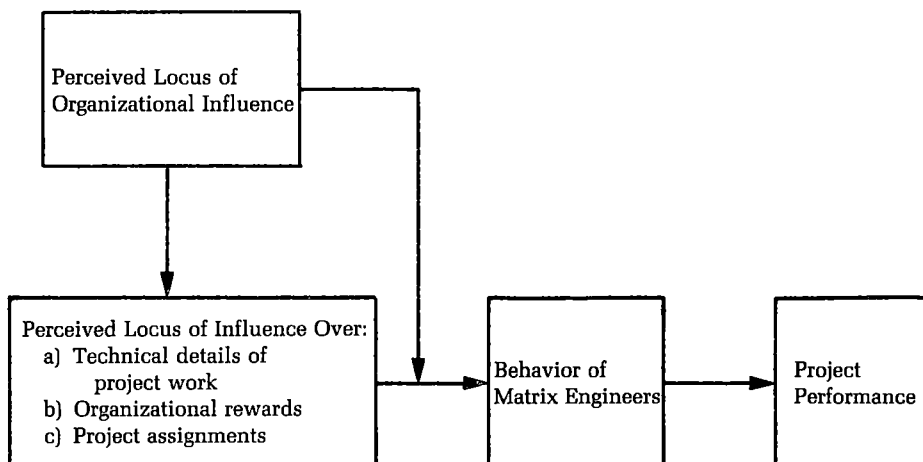 Perceived Locus of
Organizational Influence
Perceived Locus of Influence Over:
a) Technical details of
project work
b) Organizational rewards
c) Project assignments
Behavior of
Matrix Engineers
Project
Performance